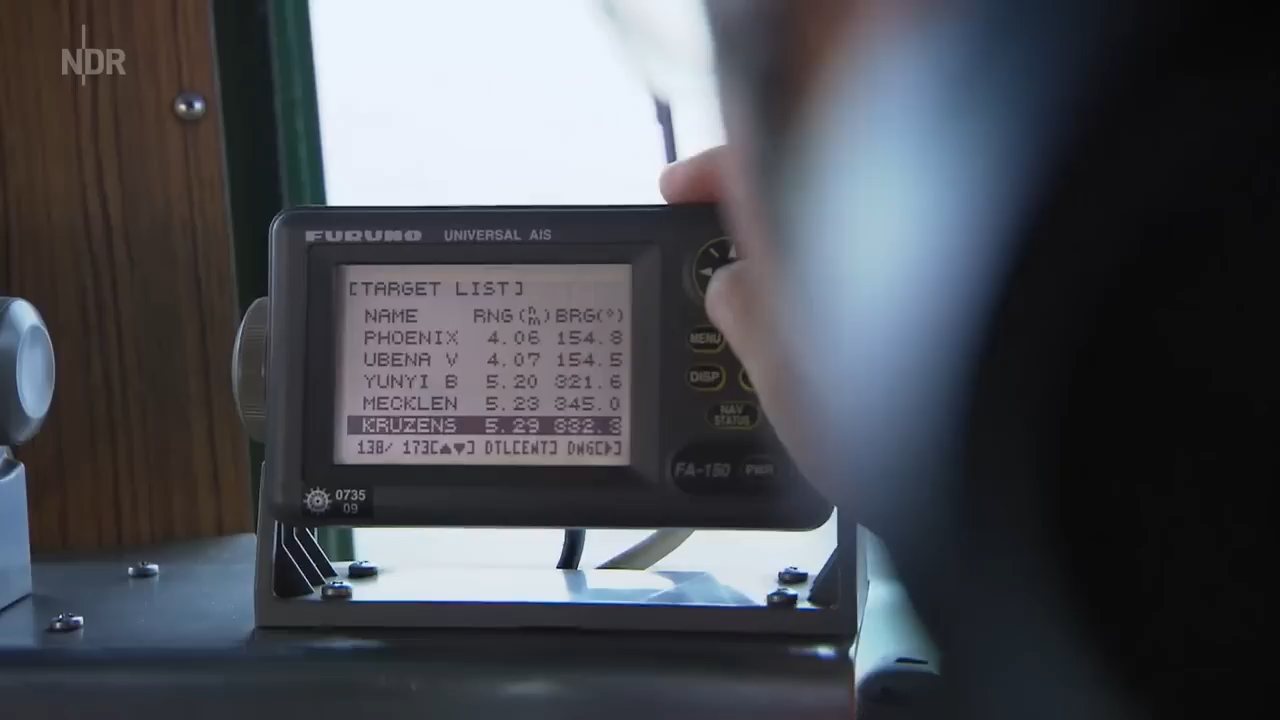 NDR
FURUNO UNIVERSAL AIS
[TARGET LIST]
NAME RNG(nm) BRG(°)
PHOENIX 4.06 154.8
UBENA V 4.07 154.5
YUNYI B 5.20 321.6
MECKLEN 5.23 345.0
KRUZENS 5.29 332.3
138/ 173[▲▼] DTL[ENT] DNG[▶]
MENU
DISP
NAV
STATUS
FA-150 PWR
0735
09